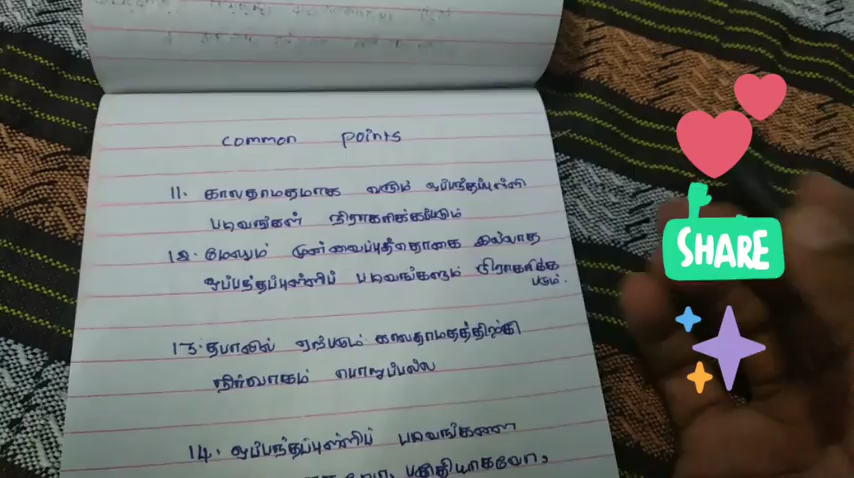 common points
11. காலதாமதமாக வரும் ஒப்பந்தப்புள்ளி
படிவங்கள் நிராகரிக்கப்படும்
12. மேலும் முன்வைப்புத்தொகை இல்லாத
ஒப்பந்தப்புள்ளிப் படிவங்களும் நிராகரிக்க
படும்.
13. தபாலில் ஏற்படும் காலதாமதத்திற்கு
நிர்வாகம் பொறுப்பல்ல
14. ஒப்பந்தப்புள்ளிப் படிவங்களை
பகுதியாகவோ,
SHARE